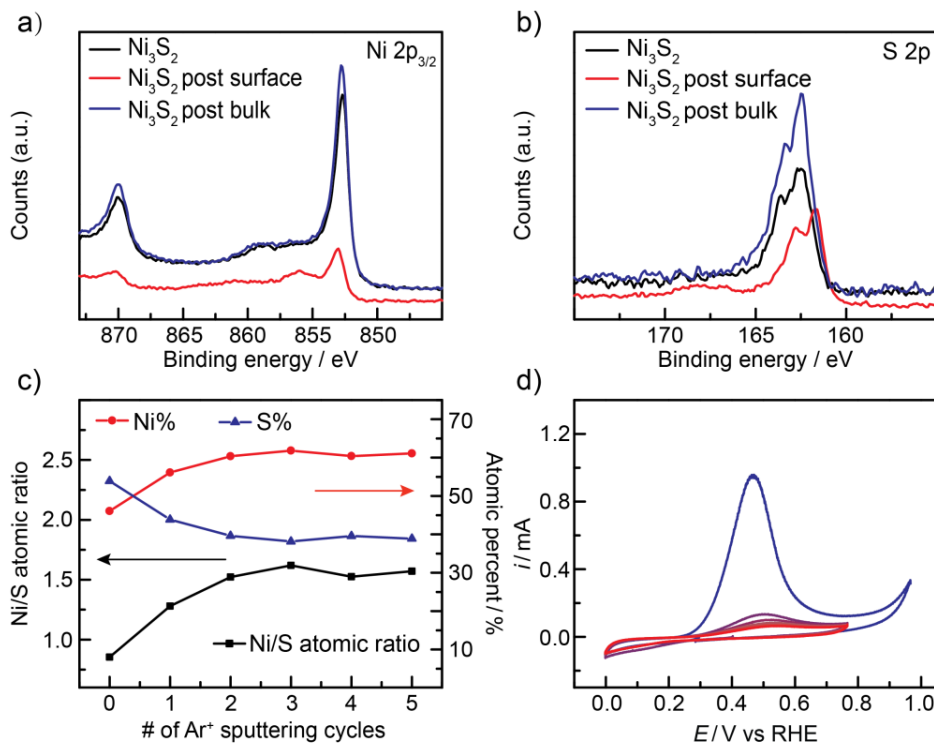 a)
Ni₃S₂
Ni₃S₂ post surface
Ni₃S₂ post bulk
Ni 2p₃/₂
Counts (a.u.)
870 865 860 855 850
Binding energy / eV
b)
Ni₃S₂
Ni₃S₂ post surface
Ni₃S₂ post bulk
S 2p
Counts (a.u.)
170 165 160
Binding energy / eV
c)
Ni% S%
Ni/S atomic ratio
2.5
2.0
1.5
1.0
70
50
30
10
Atomic percent / %
Ni/S atomic ratio
0 1 2 3 4 5
# of Ar⁺ sputtering cycles
d)
i / mA
1.2
0.8
0.4
0.0
0.0 0.2 0.4 0.6 0.8 1.0
E / V vs RHE